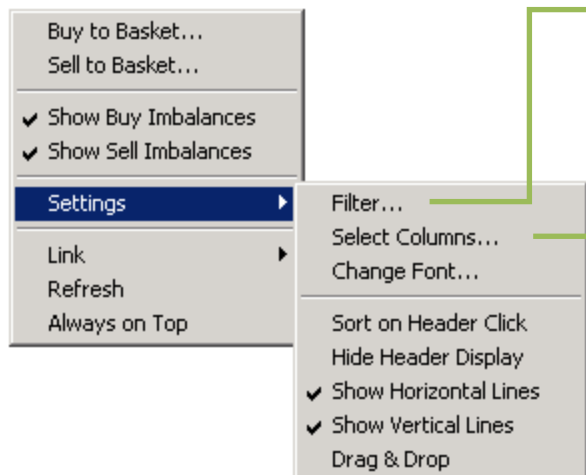 Buy to Basket...
Sell to Basket...
Show Buy Imbalances
Show Sell Imbalances
Settings
Link
Refresh
Always on Top
Filter...
Select Columns...
Change Font...
Sort on Header Click
Hide Header Display
Show Horizontal Lines
Show Vertical Lines
Drag & Drop